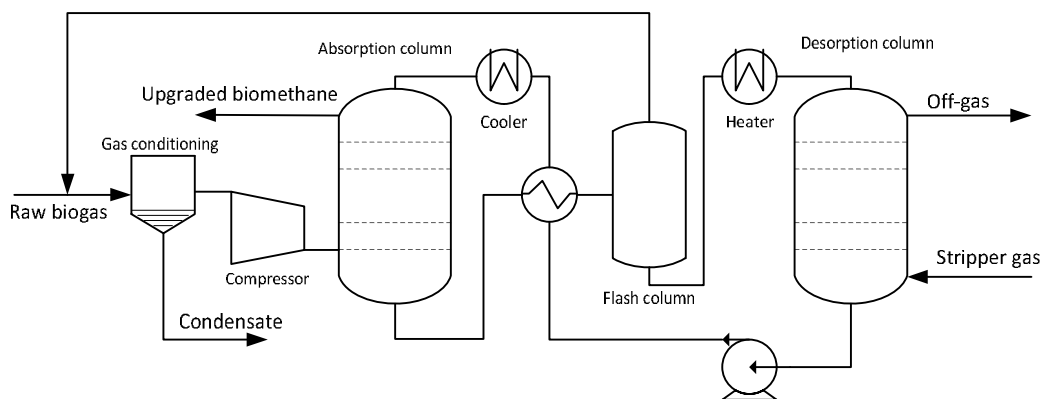 Absorption column
Desorption column
Upgraded biomethane
Off-gas
Cooler
Heater
Gas conditioning
Raw biogas
Stripper gas
Compressor
Flash column
Condensate